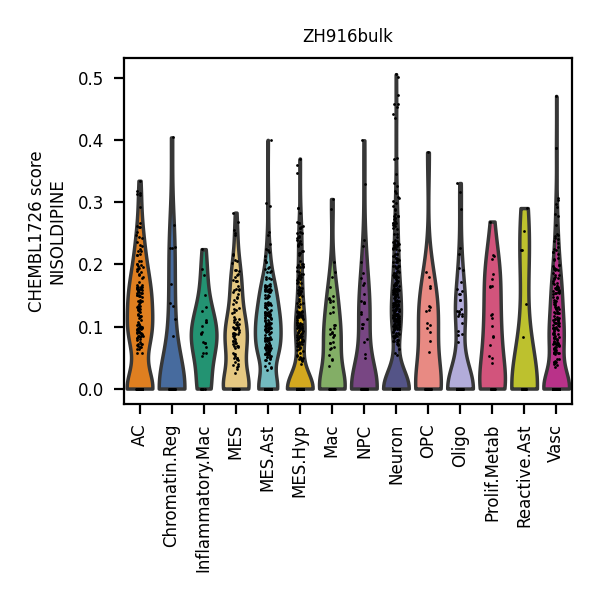 ZH916bulk
CHEMBL1726 score
NISOLDIPINE
0.5
0.4
0.3
0.2
0.1
0.0
AC
Chromatin.Reg
Inflammatory.Mac
MES
MES.Ast
MES.Hyp
Mac
NPC
Neuron
OPC
Oligo
Prolif.Metab
Reactive.Ast
Vasc